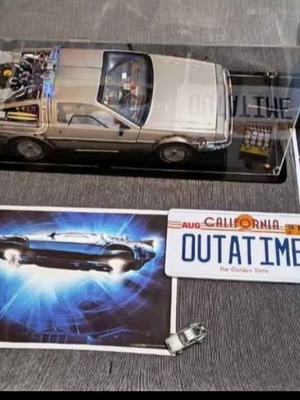 OUTATIME
AUG CALIFORNIA
OUTATIME
The Golden State